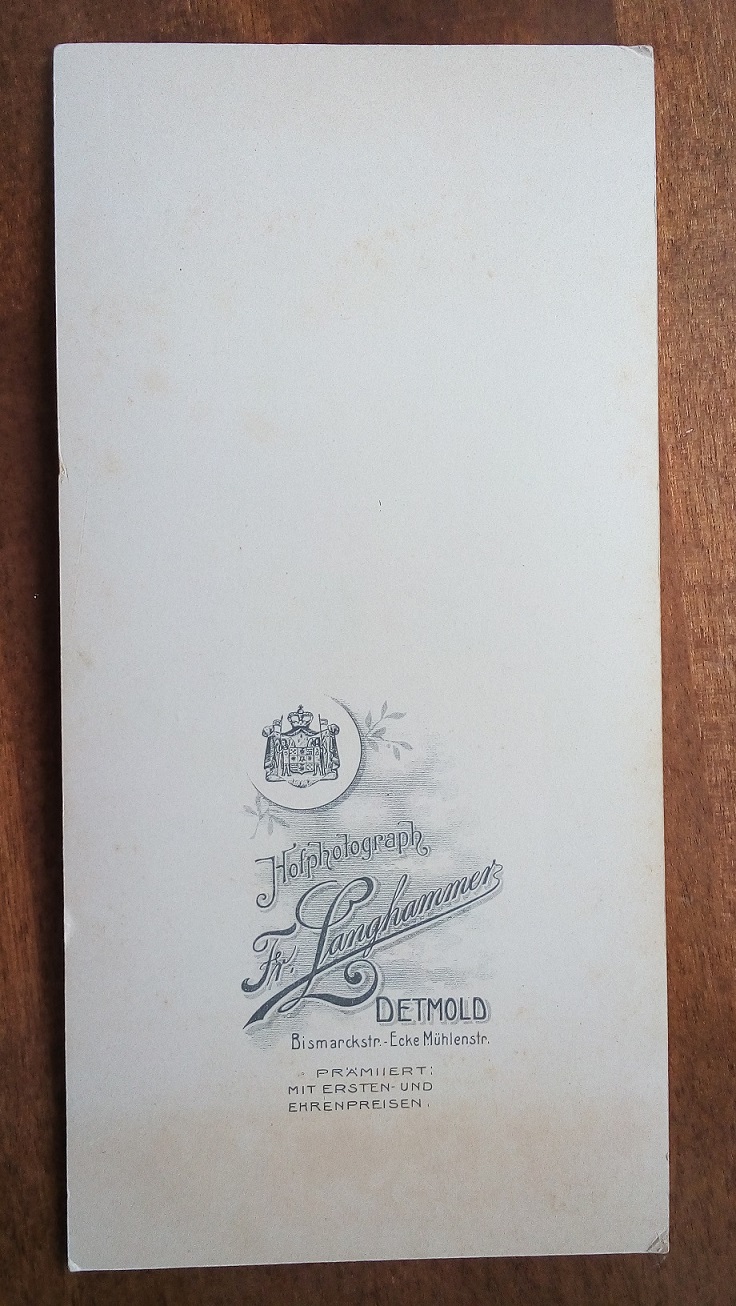 Hofphotograph
Fr. Langhammer
DETMOLD
Bismarckstr.-Ecke Mühlenstr.
PRÄMIIERT:
MIT ERSTEN- UND
EHRENPREISEN.